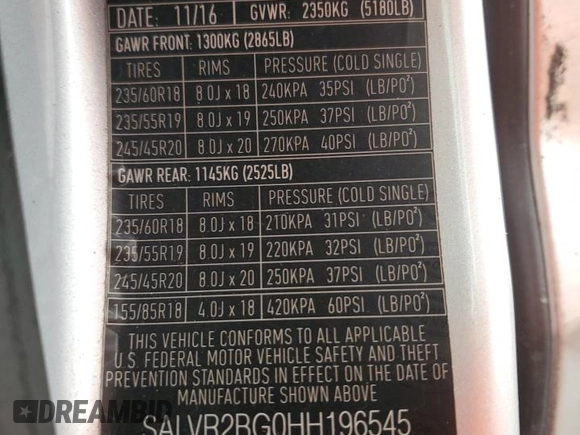 DATE: 11/16 GVWR: 2350KG (5180LB)
GAWR FRONT: 1300KG (2865LB)
TIRES RIMS PRESSURE (COLD SINGLE)
235/60R18 8.0J x 18 240KPA 35PSI (LB/PO²)
235/55R19 8.0J x 19 250KPA 37PSI (LB/PO²)
245/45R20 8.0J x 20 270KPA 40PSI (LB/PO²)
GAWR REAR: 1145KG (2525LB)
TIRES RIMS PRESSURE (COLD SINGLE)
235/60R18 8.0J x 18 210KPA 31PSI (LB/PO²)
235/55R19 8.0J x 19 220KPA 32PSI (LB/PO²)
245/45R20 8.0J x 20 250KPA 37PSI (LB/PO²)
155/85R18 4.0J x 18 420KPA 60PSI (LB/PO²)
THIS VEHICLE CONFORMS TO ALL APPLICABLE
U.S. FEDERAL MOTOR VEHICLE SAFETY AND THEFT
PREVENTION STANDARDS IN EFFECT ON THE DATE
OF MANUFACTURE SHOWN ABOVE
SALVR2BG0HH196545
DREAMBID.COM